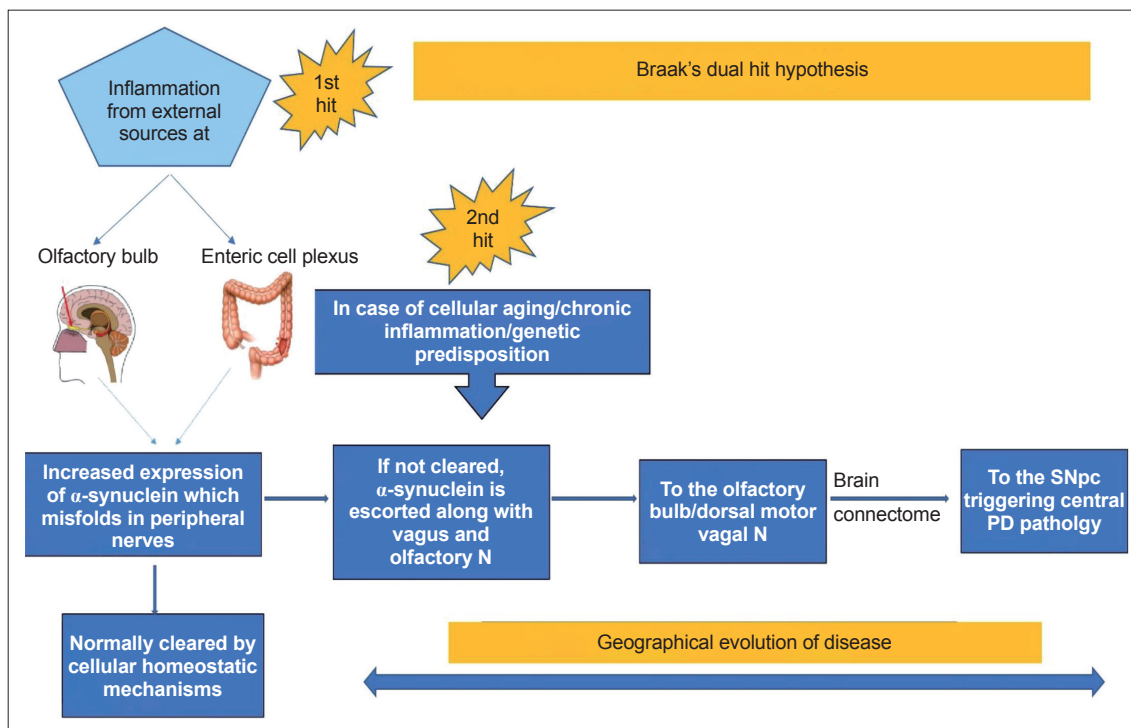 Braak's dual hit hypothesis
Inflammation
from external
sources at
1st
hit
2nd
hit
Olfactory bulb
Enteric cell plexus
In case of cellular aging/chronic
inflammation/genetic
predisposition
Increased expression
of α-synuclein which
misfolds in peripheral
nerves
If not cleared,
α-synuclein is
escorted along with
vagus and
olfactory N
To the olfactory
bulb/dorsal motor
vagal N
Brain
connectome
To the SNpc
triggering central
PD patholgy
Normally cleared by
cellular homeostatic
mechanisms
Geographical evolution of disease